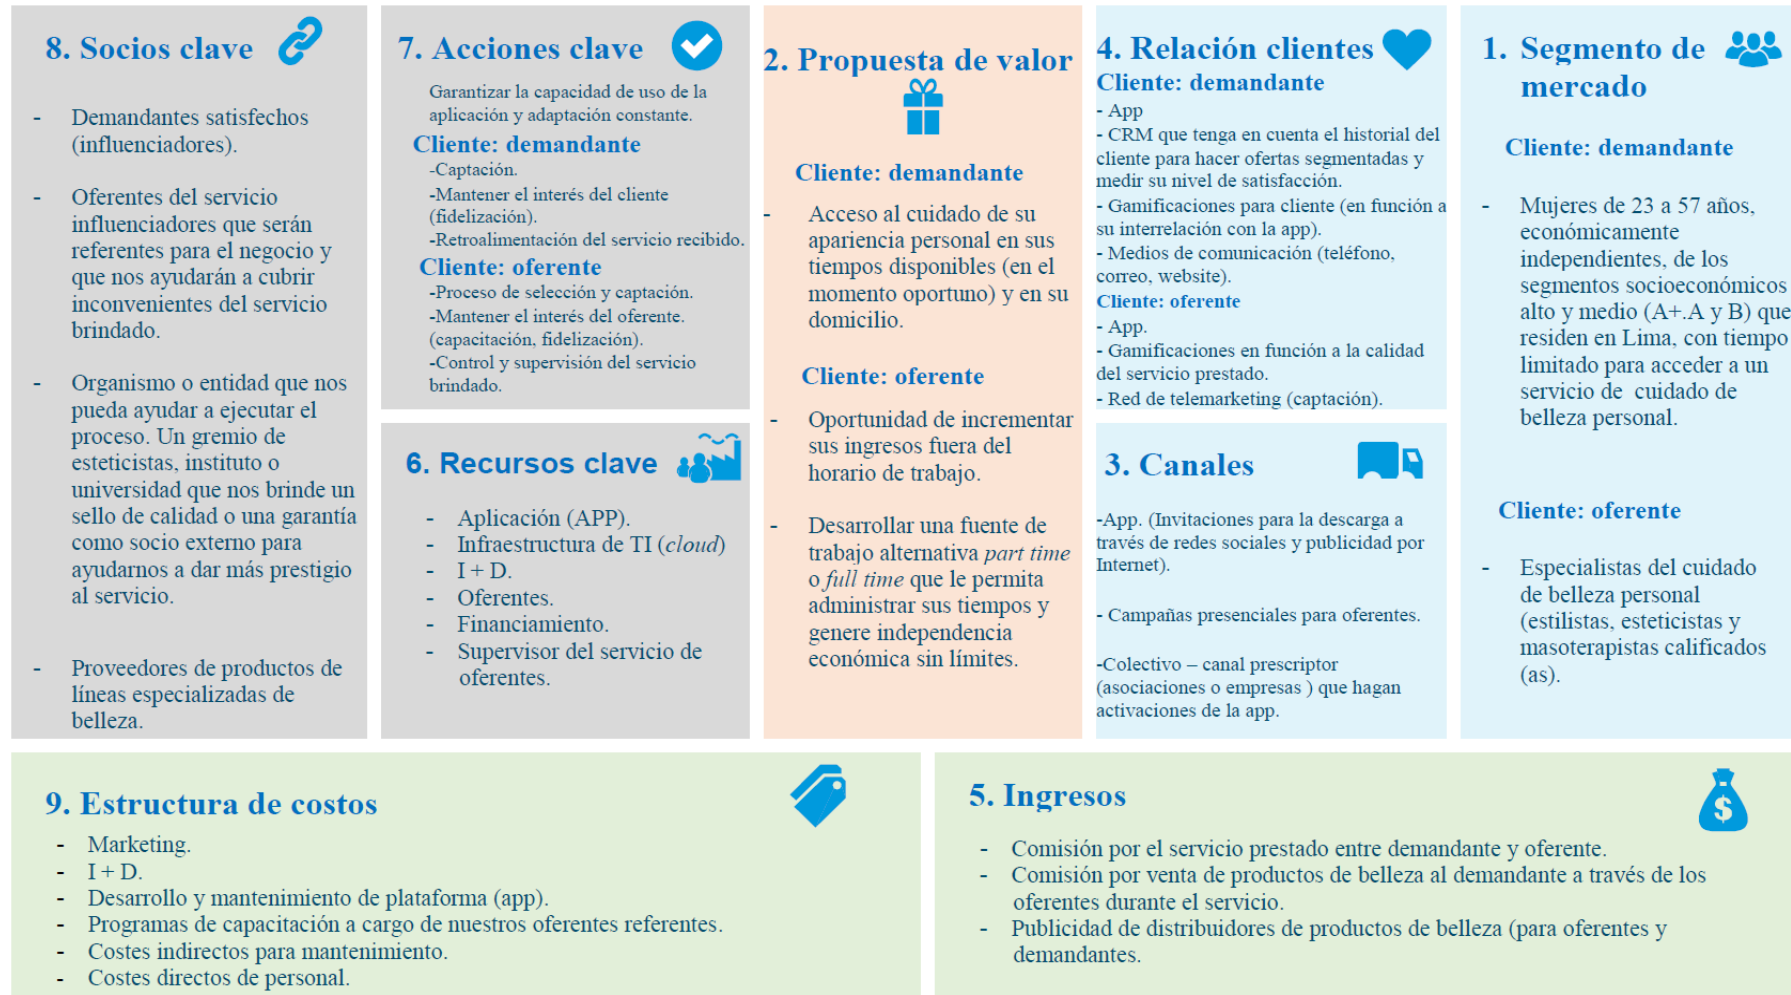 8. Socios clave
- Demandantes satisfechos
(influenciadores).
- Oferentes del servicio
influenciadores que serán
referentes para el negocio y
que nos ayudarán a cubrir
inconvenientes del servicio
brindado.
- Organismo o entidad que nos
pueda ayudar a ejecutar el
proceso. Un gremio de
esteticistas, instituto o
universidad que nos brinde un
sello de calidad o una garantía
como socio externo para
ayudarnos a dar más prestigio
al servicio.
- Proveedores de productos de
líneas especializadas de
belleza.
7. Acciones clave
Garantizar la capacidad de uso de la
aplicación y adaptación constante.
Cliente: demandante
-Captación.
-Mantener el interés del cliente
(fidelización).
-Retroalimentación del servicio recibido.
Cliente: oferente
-Proceso de selección y captación.
-Mantener el interés del oferente.
(capacitación, fidelización).
-Control y supervisión del servicio
brindado.
6. Recursos clave
- Aplicación (APP).
- Infraestructura de TI (cloud)
- I + D.
- Oferentes.
- Financiamiento.
- Supervisor del servicio de
oferentes.
2. Propuesta de valor
Cliente: demandante
- Acceso al cuidado de su
apariencia personal en sus
tiempos disponibles (en el
momento oportuno) y en su
domicilio.
Cliente: oferente
- Oportunidad de incrementar
sus ingresos fuera del
horario de trabajo.
- Desarrollar una fuente de
trabajo alternativa part time
o full time que le permita
administrar sus tiempos y
genere independencia
económica sin límites.
4. Relación clientes
Cliente: demandante
- App
- CRM que tenga en cuenta el historial del
cliente para hacer ofertas segmentadas y
medir su nivel de satisfacción.
- Gamificaciones para cliente (en función a
su interrelación con la app).
- Medios de comunicación (teléfono,
correo, website).
Cliente: oferente
- App.
- Gamificaciones en función a la calidad
del servicio prestado.
- Red de telemarketing (captación).
3. Canales
-App. (Invitaciones para la descarga a
través de redes sociales y publicidad por
Internet).
- Campañas presenciales para oferentes.
-Colectivo – canal prescriptor
(asociaciones o empresas ) que hagan
activaciones de la app.
1. Segmento de
mercado
Cliente: demandante
- Mujeres de 23 a 57 años,
económicamente
independientes, de los
segmentos socioeconómicos
alto y medio (A+.A y B) que
residen en Lima, con tiempo
limitado para acceder a un
servicio de cuidado de
belleza personal.
Cliente: oferente
- Especialistas del cuidado
de belleza personal
(estilistas, esteticistas y
masoterapistas calificados
(as).
9. Estructura de costos
- Marketing.
- I + D.
- Desarrollo y mantenimiento de plataforma (app).
- Programas de capacitación a cargo de nuestros oferentes referentes.
- Costes indirectos para mantenimiento.
- Costes directos de personal.
5. Ingresos
- Comisión por el servicio prestado entre demandante y oferente.
- Comisión por venta de productos de belleza al demandante a través de los
oferentes durante el servicio.
- Publicidad de distribuidores de productos de belleza (para oferentes y
demandantes.